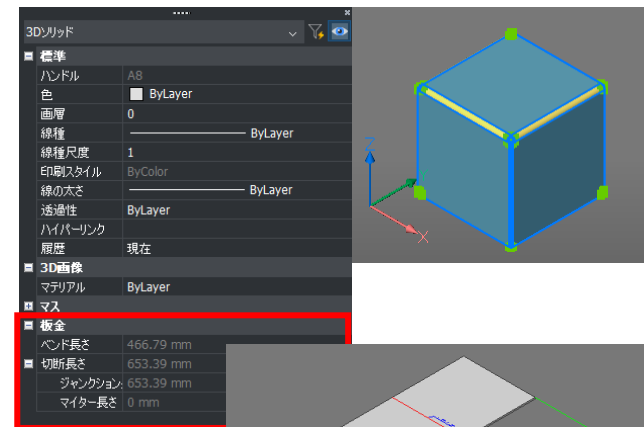 3Dソリッド
標準
ハンドル A8
色 ByLayer
画層 0
線種 ByLayer
線種尺度 1
印刷スタイル ByColor
線の太さ ByLayer
透過性 ByLayer
ハイパーリンク
履歴 現在
3D画像
マテリアル ByLayer
マス
板金
ベンド長さ 466.79 mm
切断長さ 653.39 mm
ジャンクション: 653.39 mm
マイター長さ 0 mm
Z
X